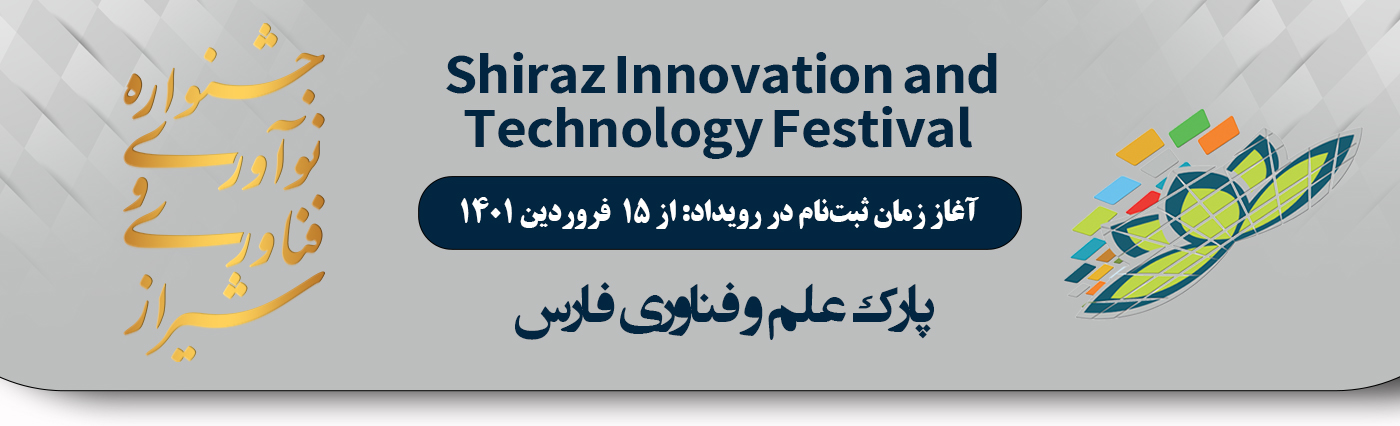 جشنواره
نوآوری
و
فناوری
شیراز
Shiraz Innovation and
Technology Festival
آغاز زمان ثبت‌نام در رویداد: از ۱۵ فروردین ۱۴۰۱
پارک علم و فناوری فارس